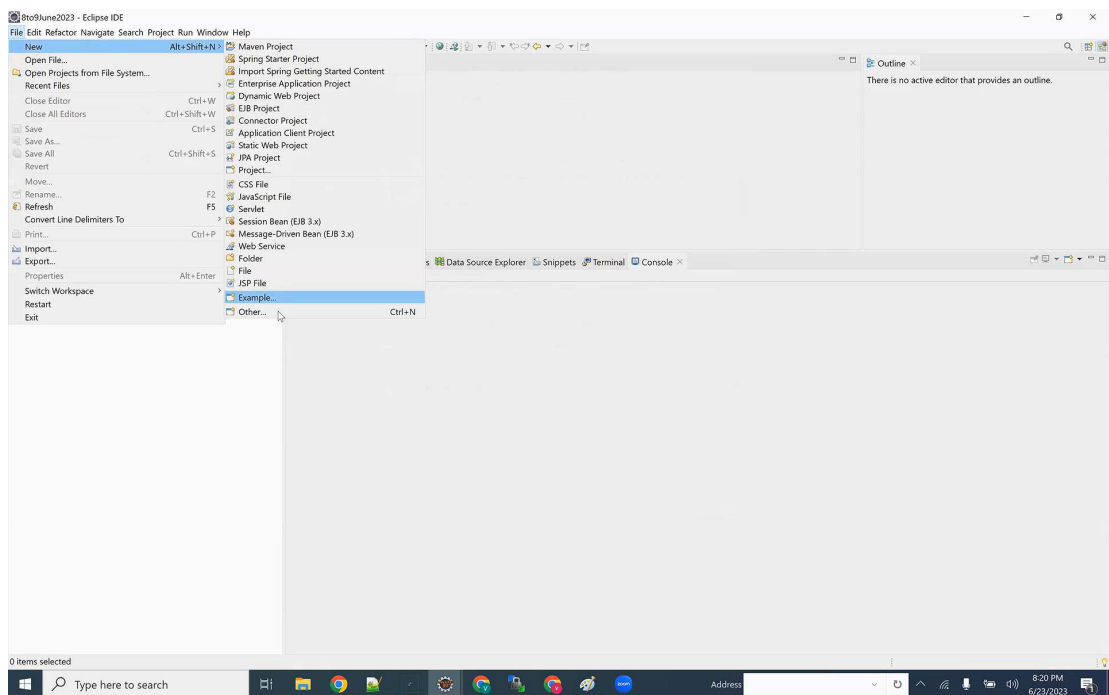 8to9June2023 - Eclipse IDE
File Edit Refactor Navigate Search Project Run Window Help
New Alt+Shift+N
Open File...
Open Projects from File System...
Recent Files
Close Editor Ctrl+W
Close All Editors Ctrl+Shift+W
Save Ctrl+S
Save As...
Save All Ctrl+Shift+S
Revert
Move...
Rename... F2
Refresh F5
Convert Line Delimiters To
Print... Ctrl+P
Import...
Export...
Properties Alt+Enter
Switch Workspace
Restart
Exit
Maven Project
Spring Starter Project
Import Spring Getting Started Content
Enterprise Application Project
Dynamic Web Project
EJB Project
Connector Project
Application Client Project
Static Web Project
JPA Project
Project...
CSS File
JavaScript File
Servlet
Session Bean (EJB 3.x)
Message-Driven Bean (EJB 3.x)
Web Service
Folder
File
JSP File
Example...
Other... Ctrl+N
Outline
There is no active editor that provides an outline.
s Data Source Explorer Snippets Terminal Console
0 items selected
Type here to search
zoom
Address
8:20 PM
6/23/2023